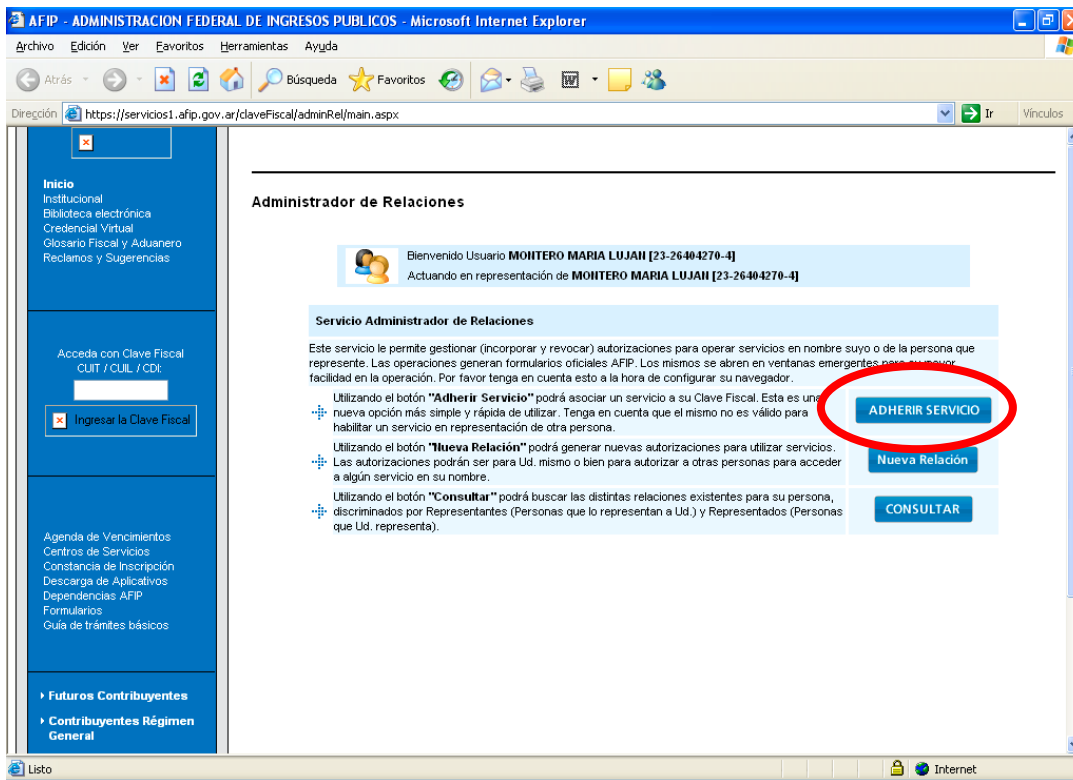 AFIP - ADMINISTRACION FEDERAL DE INGRESOS PUBLICOS - Microsoft Internet Explorer
Archivo Edición Ver Favoritos Herramientas Ayuda
Atrás Búsqueda Favoritos
Dirección https://servicios1.afip.gov.ar/claveFiscal/adminRel/main.aspx Ir Vínculos
Inicio
Institucional
Biblioteca electrónica
Credencial Virtual
Glosario Fiscal y Aduanero
Reclamos y Sugerencias
Acceda con Clave Fiscal
CUIT / CUIL / CDI:
Ingresar la Clave Fiscal
Agenda de Vencimientos
Centros de Servicios
Constancia de Inscripción
Descarga de Aplicativos
Dependencias AFIP
Formularios
Guía de trámites básicos
Futuros Contribuyentes
Contribuyentes Régimen
General
Administrador de Relaciones
Bienvenido Usuario MONTERO MARIA LUJAN [23-26404270-4]
Actuando en representación de MONTERO MARIA LUJAN [23-26404270-4]
Servicio Administrador de Relaciones
Este servicio le permite gestionar (incorporar y revocar) autorizaciones para operar servicios en nombre suyo o de la persona que
represente. Las operaciones generan formularios oficiales AFIP. Los mismos se abren en ventanas emergentes para su mayor
facilidad en la operación. Por favor tenga en cuenta esto a la hora de configurar su navegador.
Utilizando el botón "Adherir Servicio" podrá asociar un servicio a su Clave Fiscal. Esta es una
nueva opción más simple y rápida de utilizar. Tenga en cuenta que el mismo no es válido para
habilitar un servicio en representación de otra persona.
ADHERIR SERVICIO
Utilizando el botón "Nueva Relación" podrá generar nuevas autorizaciones para utilizar servicios.
Las autorizaciones podrán ser para Ud. mismo o bien para autorizar a otras personas para acceder
a algún servicio en su nombre.
Nueva Relación
Utilizando el botón "Consultar" podrá buscar las distintas relaciones existentes para su persona,
discriminados por Representantes (Personas que lo representan a Ud.) y Representados (Personas
que Ud. representa).
CONSULTAR
Listo Internet